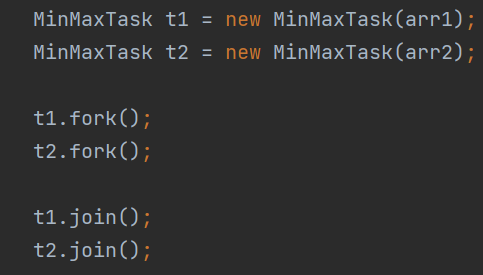 MinMaxTask t1 = new MinMaxTask(arr1);
MinMaxTask t2 = new MinMaxTask(arr2);
t1.fork();
t2.fork();
t1.join();
t2.join();